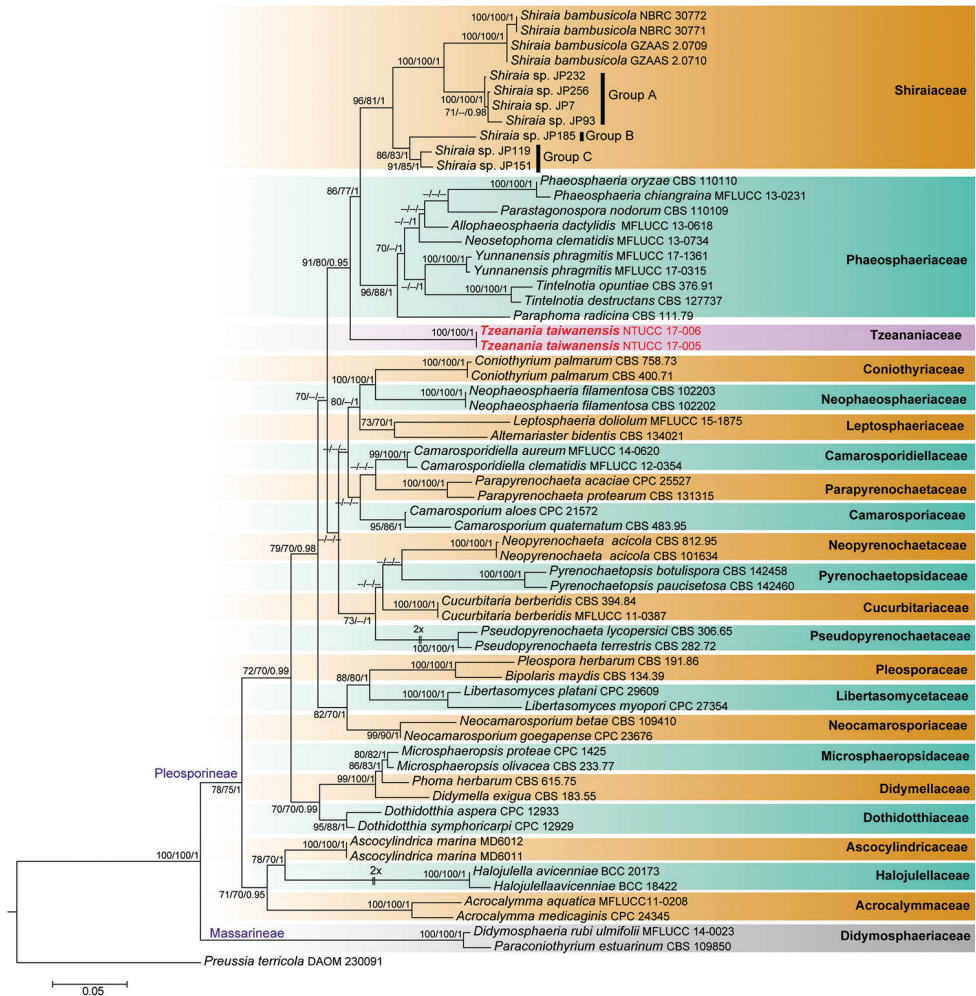 100/100/1
Shiraia bambusicola NBRC 30772
Shiraia bambusicola NBRC 30771
100/100/1
Shiraia bambusicola GZAAS 2.0709
Shiraia bambusicola GZAAS 2.0710
100/100/1
Shiraia sp. JP232
Shiraiaceae
96/81/1
100/100/1
Shiraia sp. JP256
Group A
71/--/0.98
Shiraia sp. JP7
Shiraia sp. JP93
Shiraia sp. JP185
Group B
86/83/1
Shiraia sp. JP119
Group C
91/85/1
Shiraia sp. JP151
86/77/1
100/100/1
Phaeosphaeria oryzae CBS 110110
Phaeosphaeria chiangraina MFLUCC 13-0231
--/--/--
Parastagonospora nodorum CBS 110109
--/--/1
Allophaeosphaeria dactylidis MFLUCC 13-0618
Neosetophoma clematidis MFLUCC 13-0734
70/--/1
100/100/1
Yunnanensis phragmitis MFLUCC 17-1361
Phaeosphaeriaceae
91/80/0.95
--/--/1
Yunnanensis phragmitis MFLUCC 17-0315
96/88/1
100/100/1
Tintelnotia opuntiae CBS 376.91
Tintelnotia destructans CBS 127737
Paraphoma radicina CBS 111.79
100/100/1
Tzeanania taiwanensis NTUCC 17-006
Tzeananiaceae
Tzeanania taiwanensis NTUCC 17-005
100/100/1
Coniothyrium palmarum CBS 758.73
Coniothyriaceae
100/100/1
Coniothyrium palmarum CBS 400.71
70/--/--
80/--/1
100/100/1
Neophaeosphaeria filamentosa CBS 102203
Neophaeosphaeriaceae
Neophaeosphaeria filamentosa CBS 102202
73/70/1
Leptosphaeria doliolum MFLUCC 15-1875
Leptosphaeriaceae
Alternariaster bidentis CBS 134021
--/--/--
--/--/--
--/--/--
99/100/1
Camarosporidiella aureum MFLUCC 14-0620
Camarosporidiellaceae
Camarosporidiella clematidis MFLUCC 12-0354
100/100/1
Parapyrenochaeta acaciae CPC 25527
Parapyrenochaetaceae
Parapyrenochaeta protearum CBS 131315
--/--/--
Camarosporium aloes CPC 21572
Camarosporiaceae
95/86/1
Camarosporium quaternatum CBS 483.95
79/70/0.98
--/--/--
100/100/1
Neopyrenochaeta acicola CBS 812.95
Neopyrenochaetaceae
--/--/--
Neopyrenochaeta acicola CBS 101634
--/--/--
100/100/1
Pyrenochaetopsis botulispora CBS 142458
Pyrenochaetopsidaceae
Pyrenochaetopsis paucisetosa CBS 142460
100/100/1
Cucurbitaria berberidis CBS 394.84
Cucurbitariaceae
73/--/1
Cucurbitaria berberidis MFLUCC 11-0387
2x
Pseudopyrenochaeta lycopersici CBS 306.65
Pseudopyrenochaetaceae
100/100/1
Pseudopyrenochaeta terrestris CBS 282.72
72/70/0.99
100/100/1
Pleospora herbarum CBS 191.86
Pleosporaceae
88/80/1
Bipolaris maydis CBS 134.39
100/100/1
Libertasomyces platani CPC 29609
Libertasomycetaceae
82/70/1
Libertasomyces myopori CPC 27354
Neocamarosporium betae CBS 109410
Neocamarosporiaceae
99/90/1
Neocamarosporium goegapense CPC 23676
80/82/1
Microsphaeropsis proteae CPC 1425
Microsphaeropsidaceae
86/83/1
Microsphaeropsis olivacea CBS 233.77
Pleosporineae
99/100/1
Phoma herbarum CBS 615.75
Didymellaceae
78/75/1
Didymella exigua CBS 183.55
70/70/0.99
Dothidotthia aspera CPC 12933
Dothidotthiaceae
95/88/1
Dothidotthia symphoricarpi CPC 12929
100/100/1
100/100/1
Ascocylindrica marina MD6012
Ascocylindricaceae
78/70/1
Ascocylindrica marina MD6011
2x
100/100/1
Halojulella avicenniae BCC 20173
Halojulellaceae
71/70/0.95
Halojulellaavicenniae BCC 18422
100/100/1
Acrocalymma aquatica MFLUCC11-0208
Acrocalymmaceae
Acrocalymma medicaginis CPC 24345
Massarineae
100/100/1
Didymosphaeria rubi ulmifolii MFLUCC 14-0023
Didymosphaeriaceae
Paraconiothyrium estuarinum CBS 109850
Preussia terricola DAOM 230091
0.05